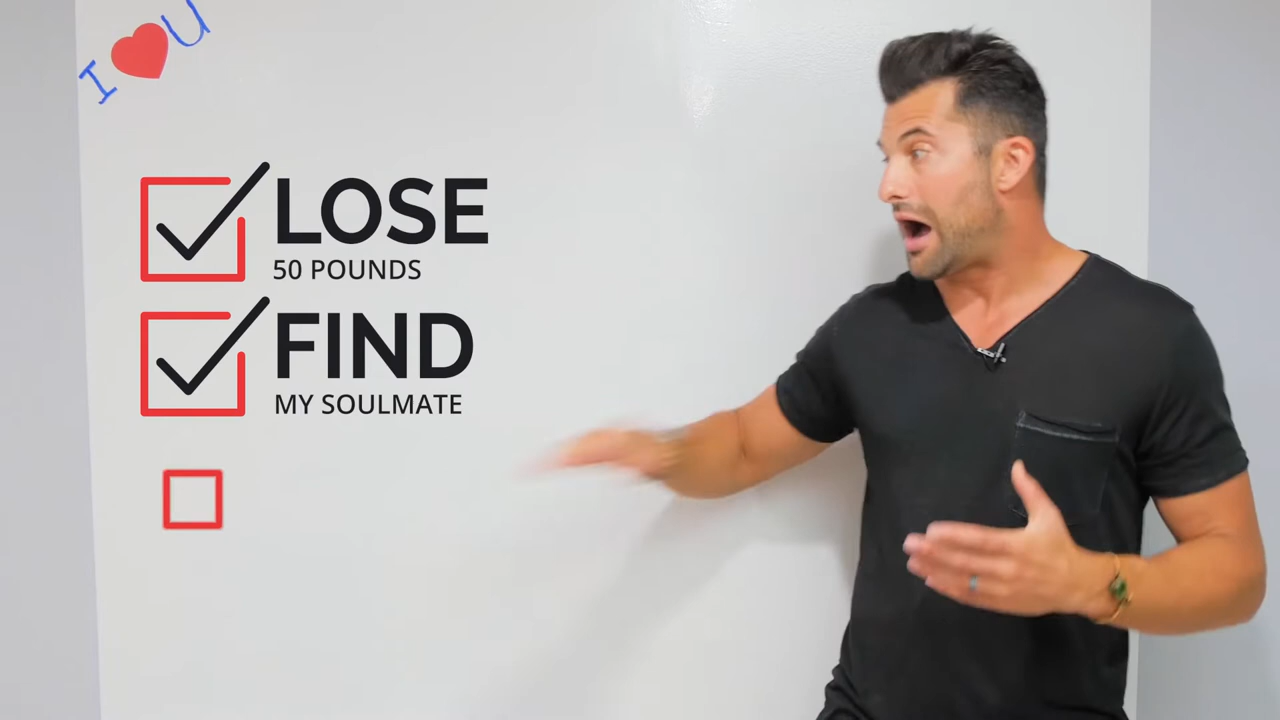 I ❤ U
LOSE
50 POUNDS
FIND
MY SOULMATE